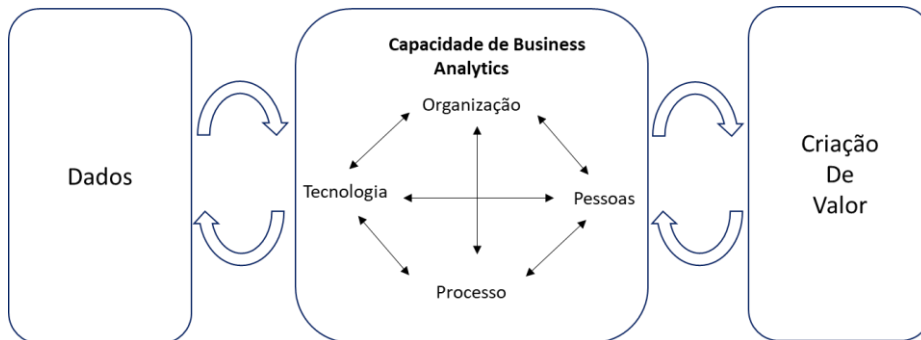 Dados
Capacidade de Business
Analytics
Organização
Tecnologia
Pessoas
Processo
Criação
De
Valor